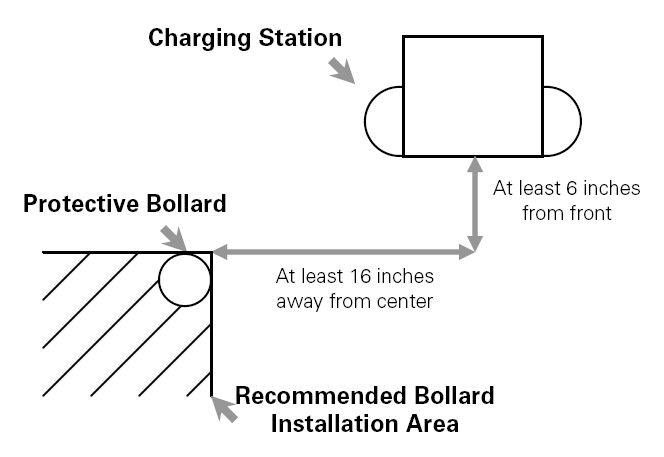 Charging Station
At least 6 inches
from front
Protective Bollard
At least 16 inches
away from center
Recommended Bollard
Installation Area